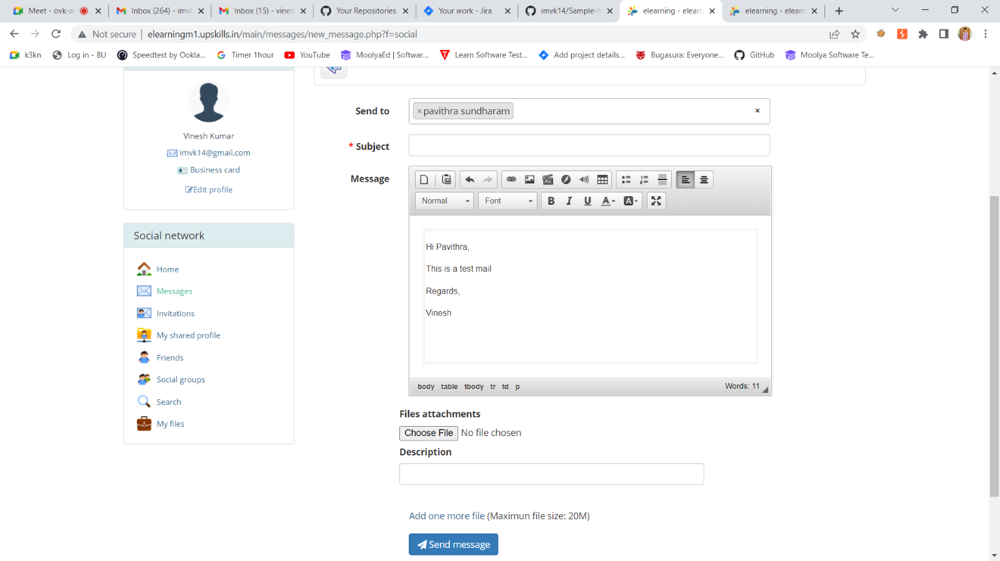 Meet - ovk-a
Inbox (264) - imvk
Inbox (15) - vines
Your Repositories
Your work - Jira
imvk14/Sample-fi
elearning - elearn
elearning - elearn
Not secure | elearningm1.upskills.in/main/messages/new_message.php?f=social
k3kn
Log in - BU
Speedtest by Ookla...
Timer 1hour
YouTube
MoolyaEd | Softwar...
Learn Software Test...
Add project details...
Bugasura: Everyone...
GitHub
Moolya Software Te...
Vinesh Kumar
imvk14@gmail.com
Business card
Edit profile
Social network
Home
Messages
Invitations
My shared profile
Friends
Social groups
Search
My files
Send to
× pavithra sundharam ×
* Subject
Message
Normal Font B I U A A
Hi Pavithra,
This is a test mail
Regards,
Vinesh
body table tbody tr td p Words: 11
Files attachments
Choose File No file chosen
Description
Add one more file (Maximun file size: 20M)
Send message